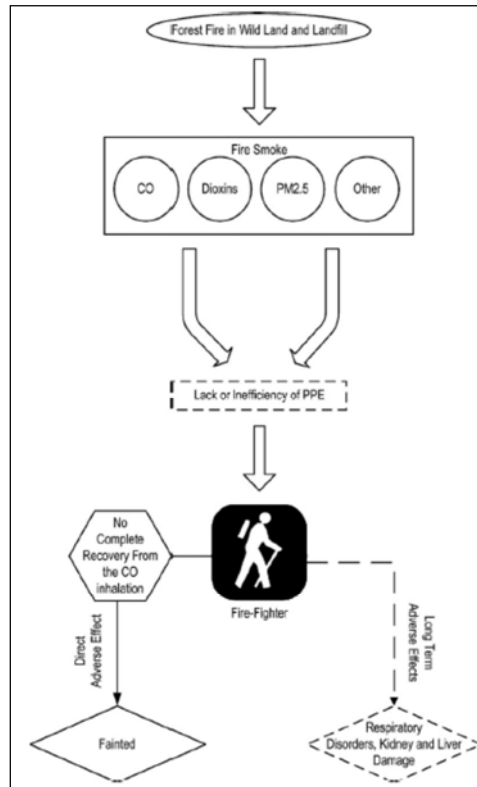 Forest Fire in Wild Land and Landfill
Fire Smoke
CO
Dioxins
PM2.5
Other
Lack or Inefficiency of PPE
No
Complete
Recovery From
the CO
inhalation
Fire-Fighter
Direct
Adverse Effect
Long Term
Adverse Effects
Fainted
Respiratory
Disorders, Kidney and Liver
Damage